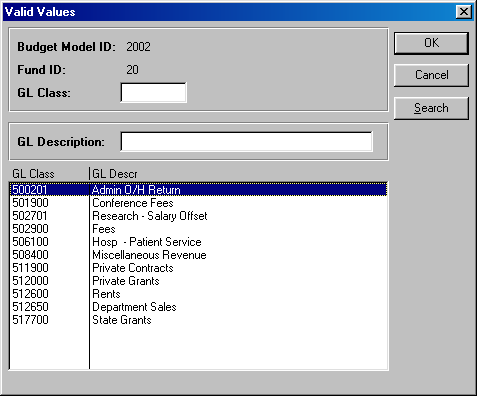 Valid Values
Budget Model ID: 2002
OK
Fund ID: 20
Cancel
GL Class:
Search
GL Description:
GL Class GL Descr
500201 Admin O/H Return
501900 Conference Fees
502701 Research - Salary Offset
502900 Fees
506100 Hosp - Patient Service
508400 Miscellaneous Revenue
511900 Private Contracts
512000 Private Grants
512600 Rents
512650 Department Sales
517700 State Grants